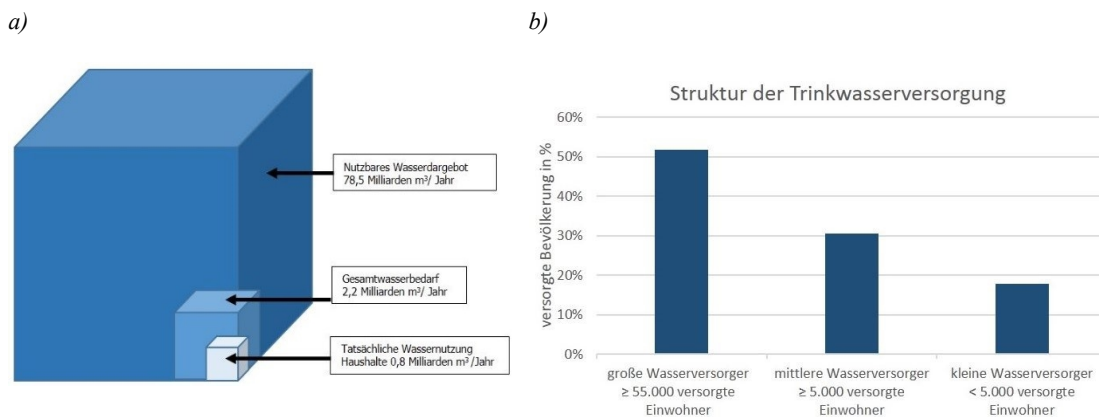 a)
Nutzbares Wasserdargebot
78,5 Milliarden m³/ Jahr
Gesamtwasserbedarf
2,2 Milliarden m³/ Jahr
Tatsächliche Wassernutzung
Haushalte 0,8 Milliarden m³/Jahr
b)
Struktur der Trinkwasserversorgung
versorgte Bevölkerung in %
60%
50%
40%
30%
20%
10%
0%
große Wasserversorger
≥ 55.000 versorgte
Einwohner
mittlere Wasserversorger
≥ 5.000 versorgte
Einwohner
kleine Wasserversorger
< 5.000 versorgte
Einwohner